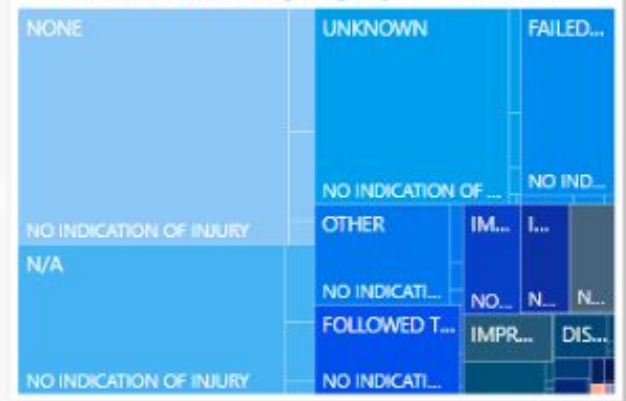 NONE
NO INDICATION OF INJURY
N/A
NO INDICATION OF INJURY
UNKNOWN
NO INDICATION OF ...
FAILED...
NO IND...
OTHER
NO INDICATI...
FOLLOWED T...
NO INDICATI...
IM...
NO...
I...
N...
N...
IMPR...
DIS...